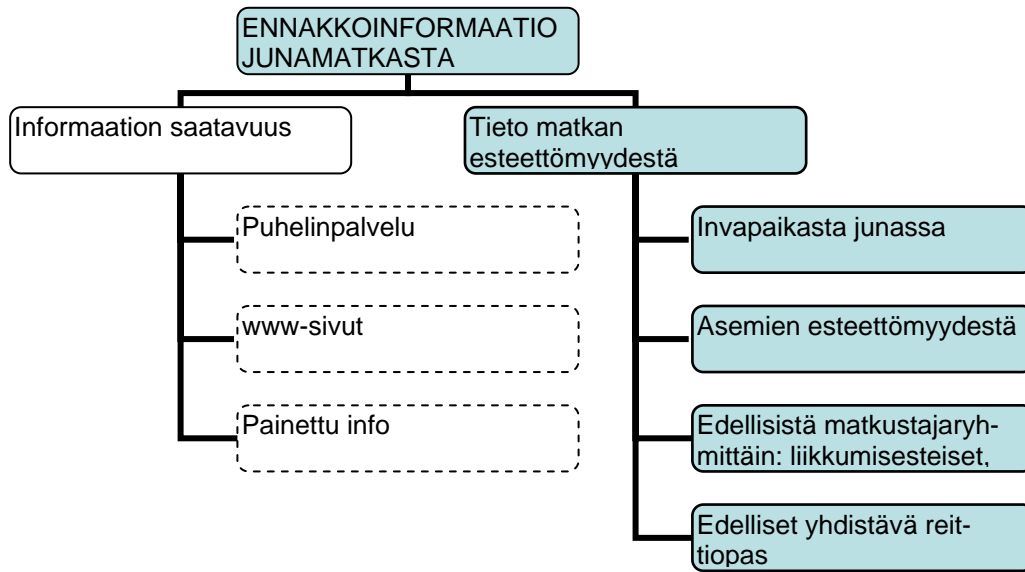 ENNAKKOINFORMAATIO
JUNAMATKASTA
Informaation saatavuus
Tieto matkan
esteettömyydestä
Puhelinpalvelu
www-sivut
Painettu info
Invapaikasta junassa
Asemien esteettömyydestä
Edellisistä matkustajaryh-
mittäin: liikkumisesteiset,
Edelliset yhdistävä reit-
tiopas